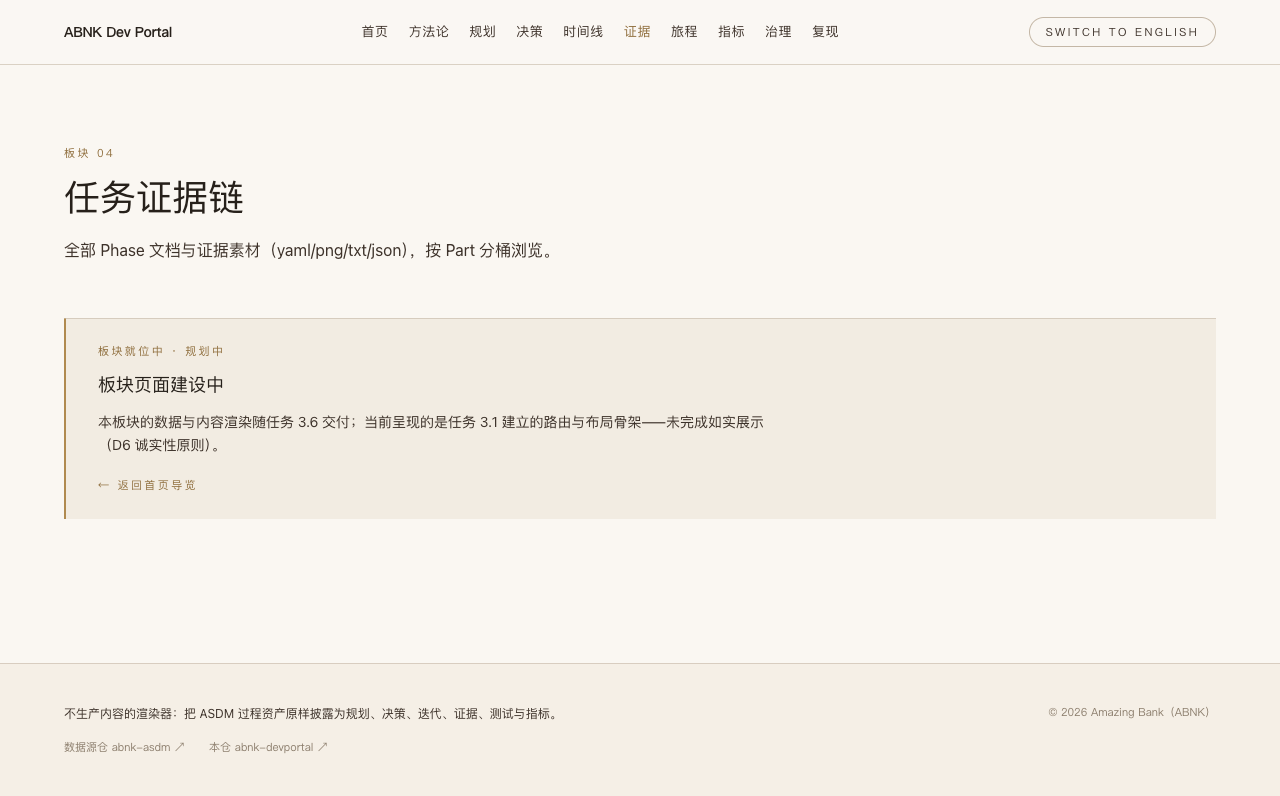 ABNK Dev Portal
首页 方法论 规划 决策 时间线 证据 旅程 指标 治理 复现
SWITCH TO ENGLISH
板块 04
任务证据链
全部 Phase 文档与证据素材（yaml/png/txt/json），按 Part 分桶浏览。
板块就位中 · 规划中
板块页面建设中
本板块的数据与内容渲染随任务 3.6 交付；当前呈现的是任务 3.1 建立的路由与布局骨架——未完成如实展示
（D6 诚实性原则）。
← 返回首页导览
不生产内容的渲染器：把 ASDM 过程资产原样披露为规划、决策、迭代、证据、测试与指标。
© 2026 Amazing Bank（ABNK）
数据源仓 abnk-asdm ↗ 本仓 abnk-devportal ↗